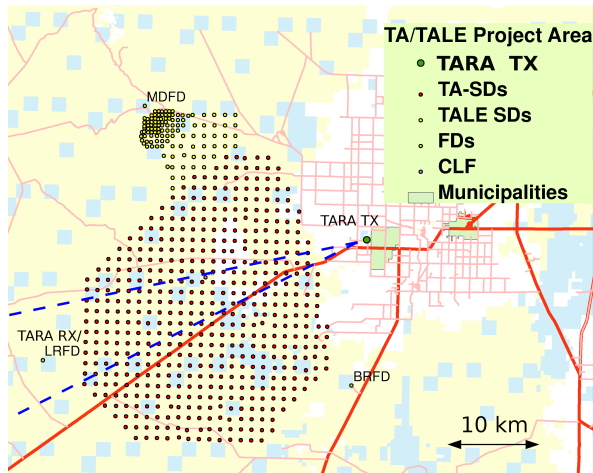 TA/TALE Project Area
TARA TX
TA-SDs
TALE SDs
FDs
CLF
Municipalities
MDFD
TARA TX
TARA RX/
LRFD
BRFD
10 km